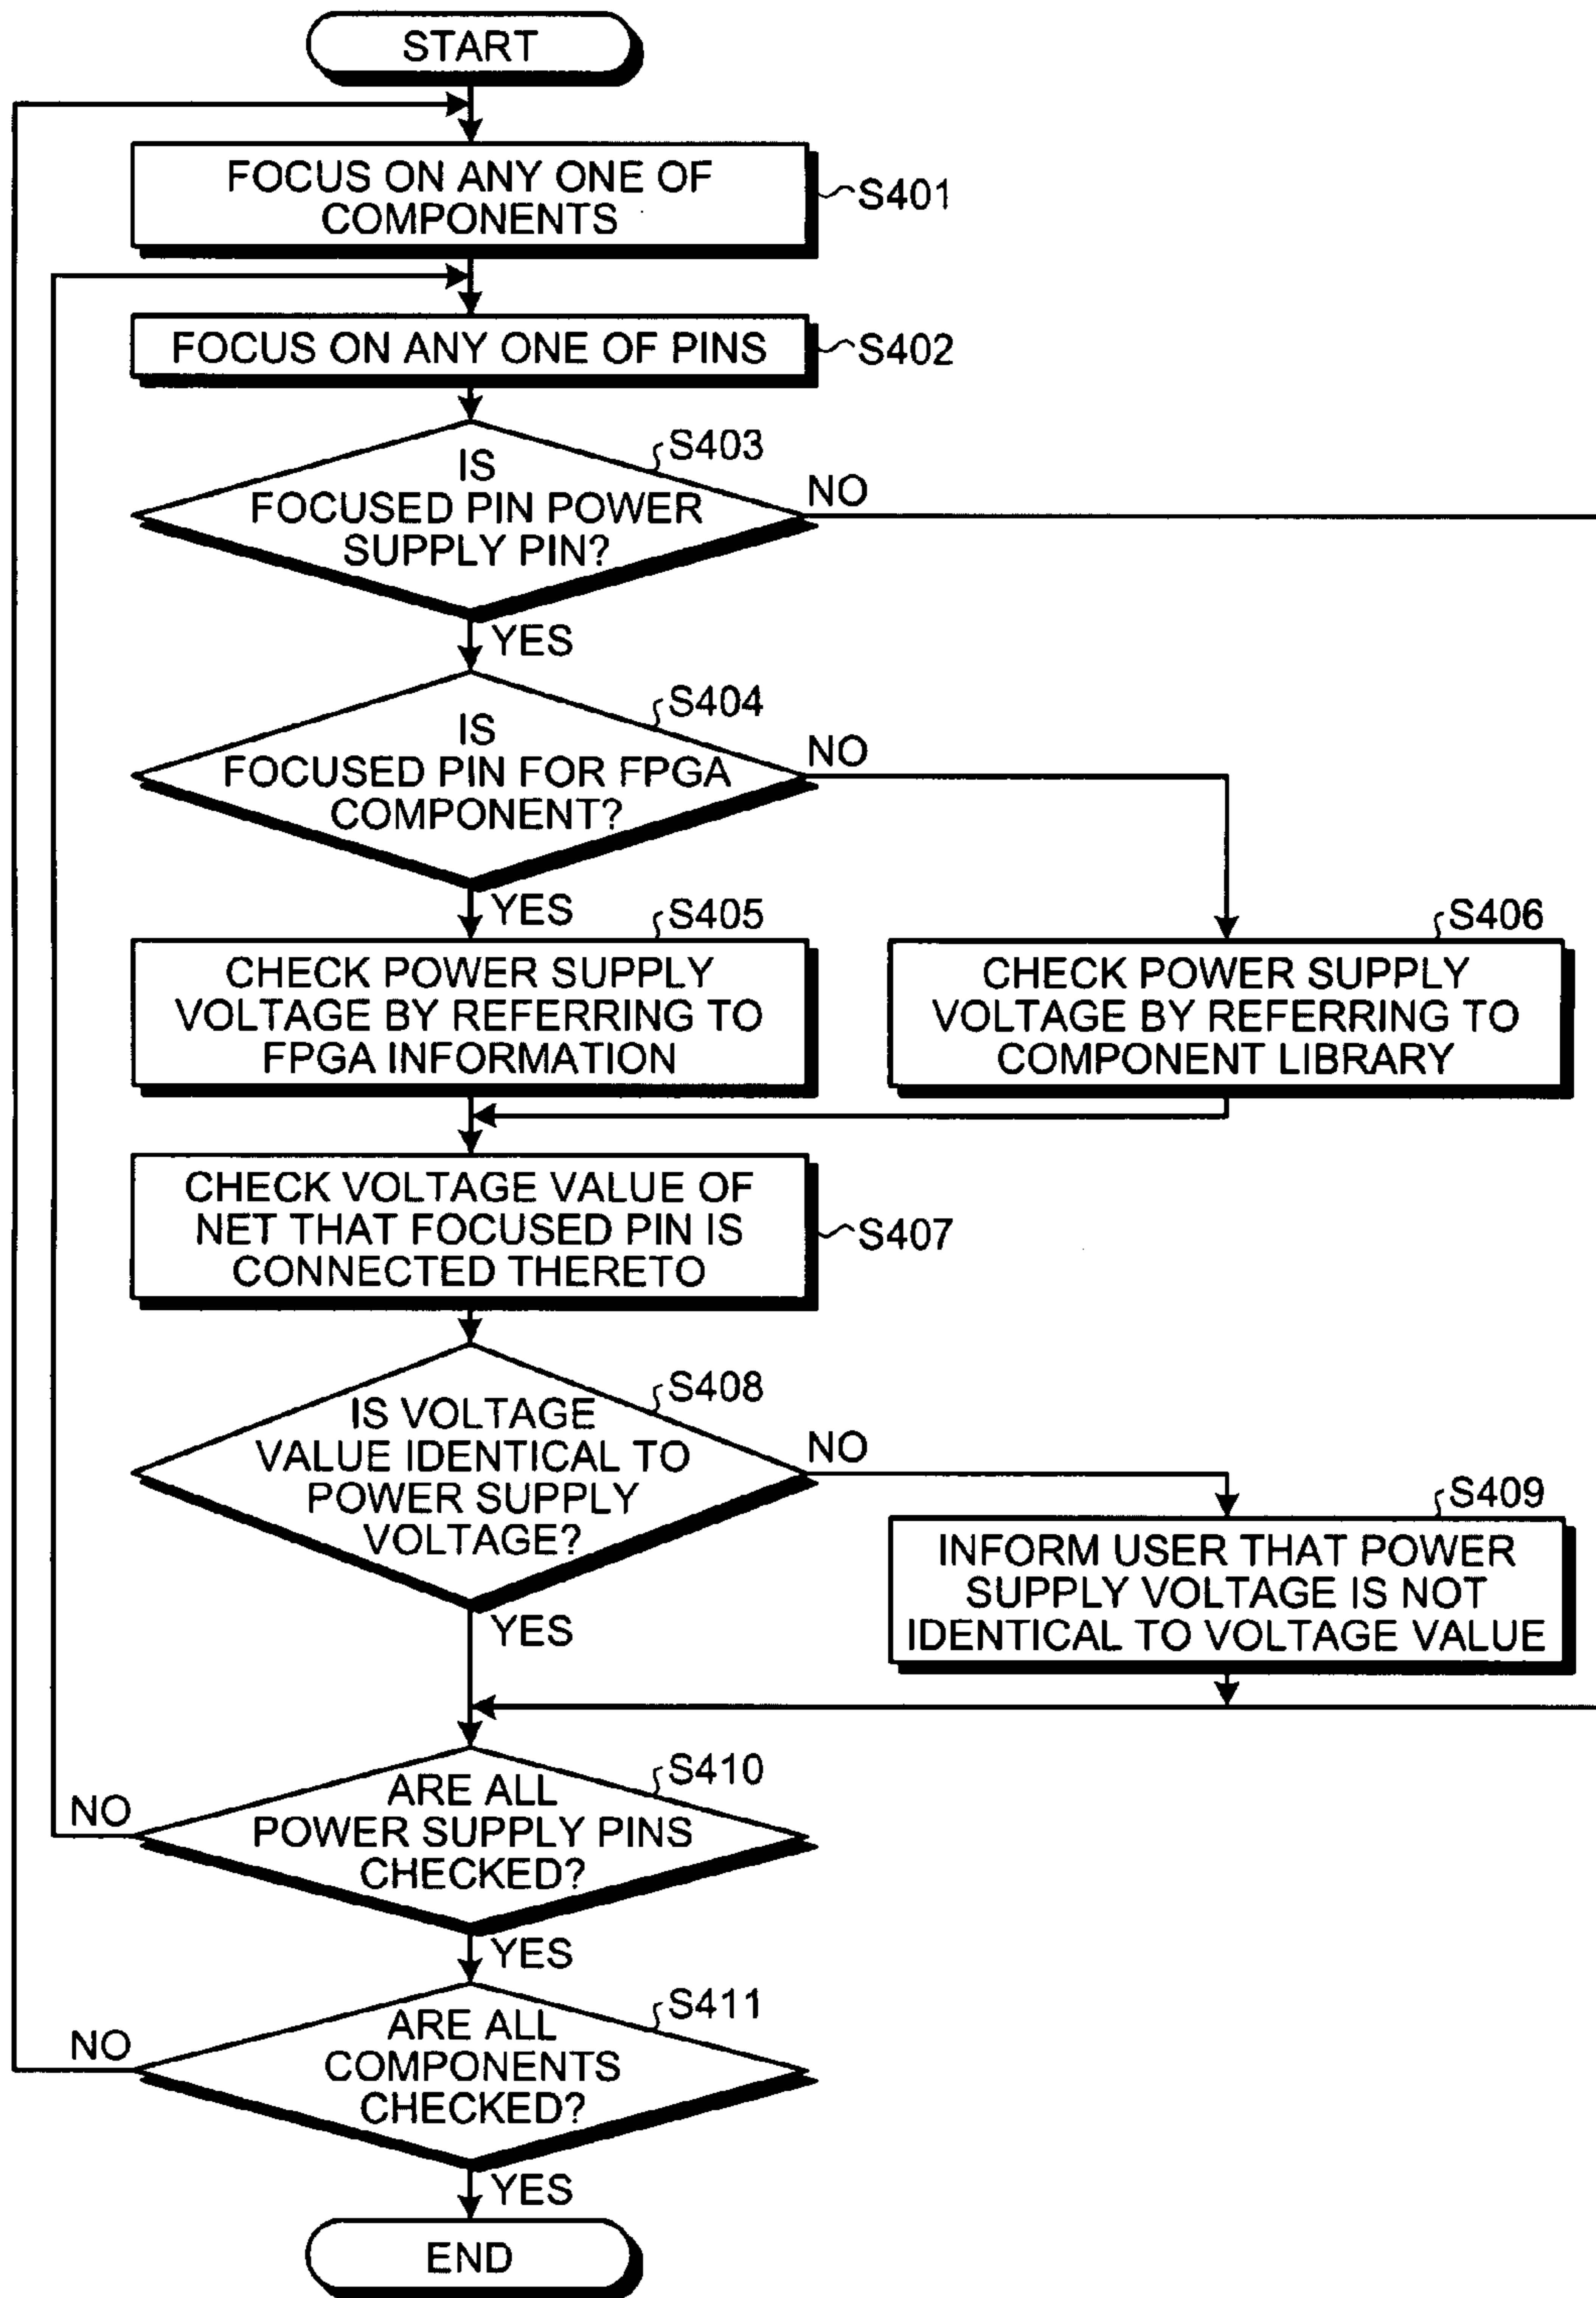 START
FOCUS ON ANY ONE OF
COMPONENTS
S401
FOCUS ON ANY ONE OF PINS
S402
S403
IS
FOCUSED PIN POWER
SUPPLY PIN?
NO
YES
S404
IS
FOCUSED PIN FOR FPGA
COMPONENT?
NO
YES
S405
CHECK POWER SUPPLY
VOLTAGE BY REFERRING TO
FPGA INFORMATION
S406
CHECK POWER SUPPLY
VOLTAGE BY REFERRING TO
COMPONENT LIBRARY
CHECK VOLTAGE VALUE OF
NET THAT FOCUSED PIN IS
CONNECTED THERETO
S407
S408
IS VOLTAGE
VALUE IDENTICAL TO
POWER SUPPLY
VOLTAGE?
NO
YES
S409
INFORM USER THAT POWER
SUPPLY VOLTAGE IS NOT
IDENTICAL TO VOLTAGE VALUE
S410
ARE ALL
POWER SUPPLY PINS
CHECKED?
NO
YES
S411
ARE ALL
COMPONENTS
CHECKED?
NO
YES
END